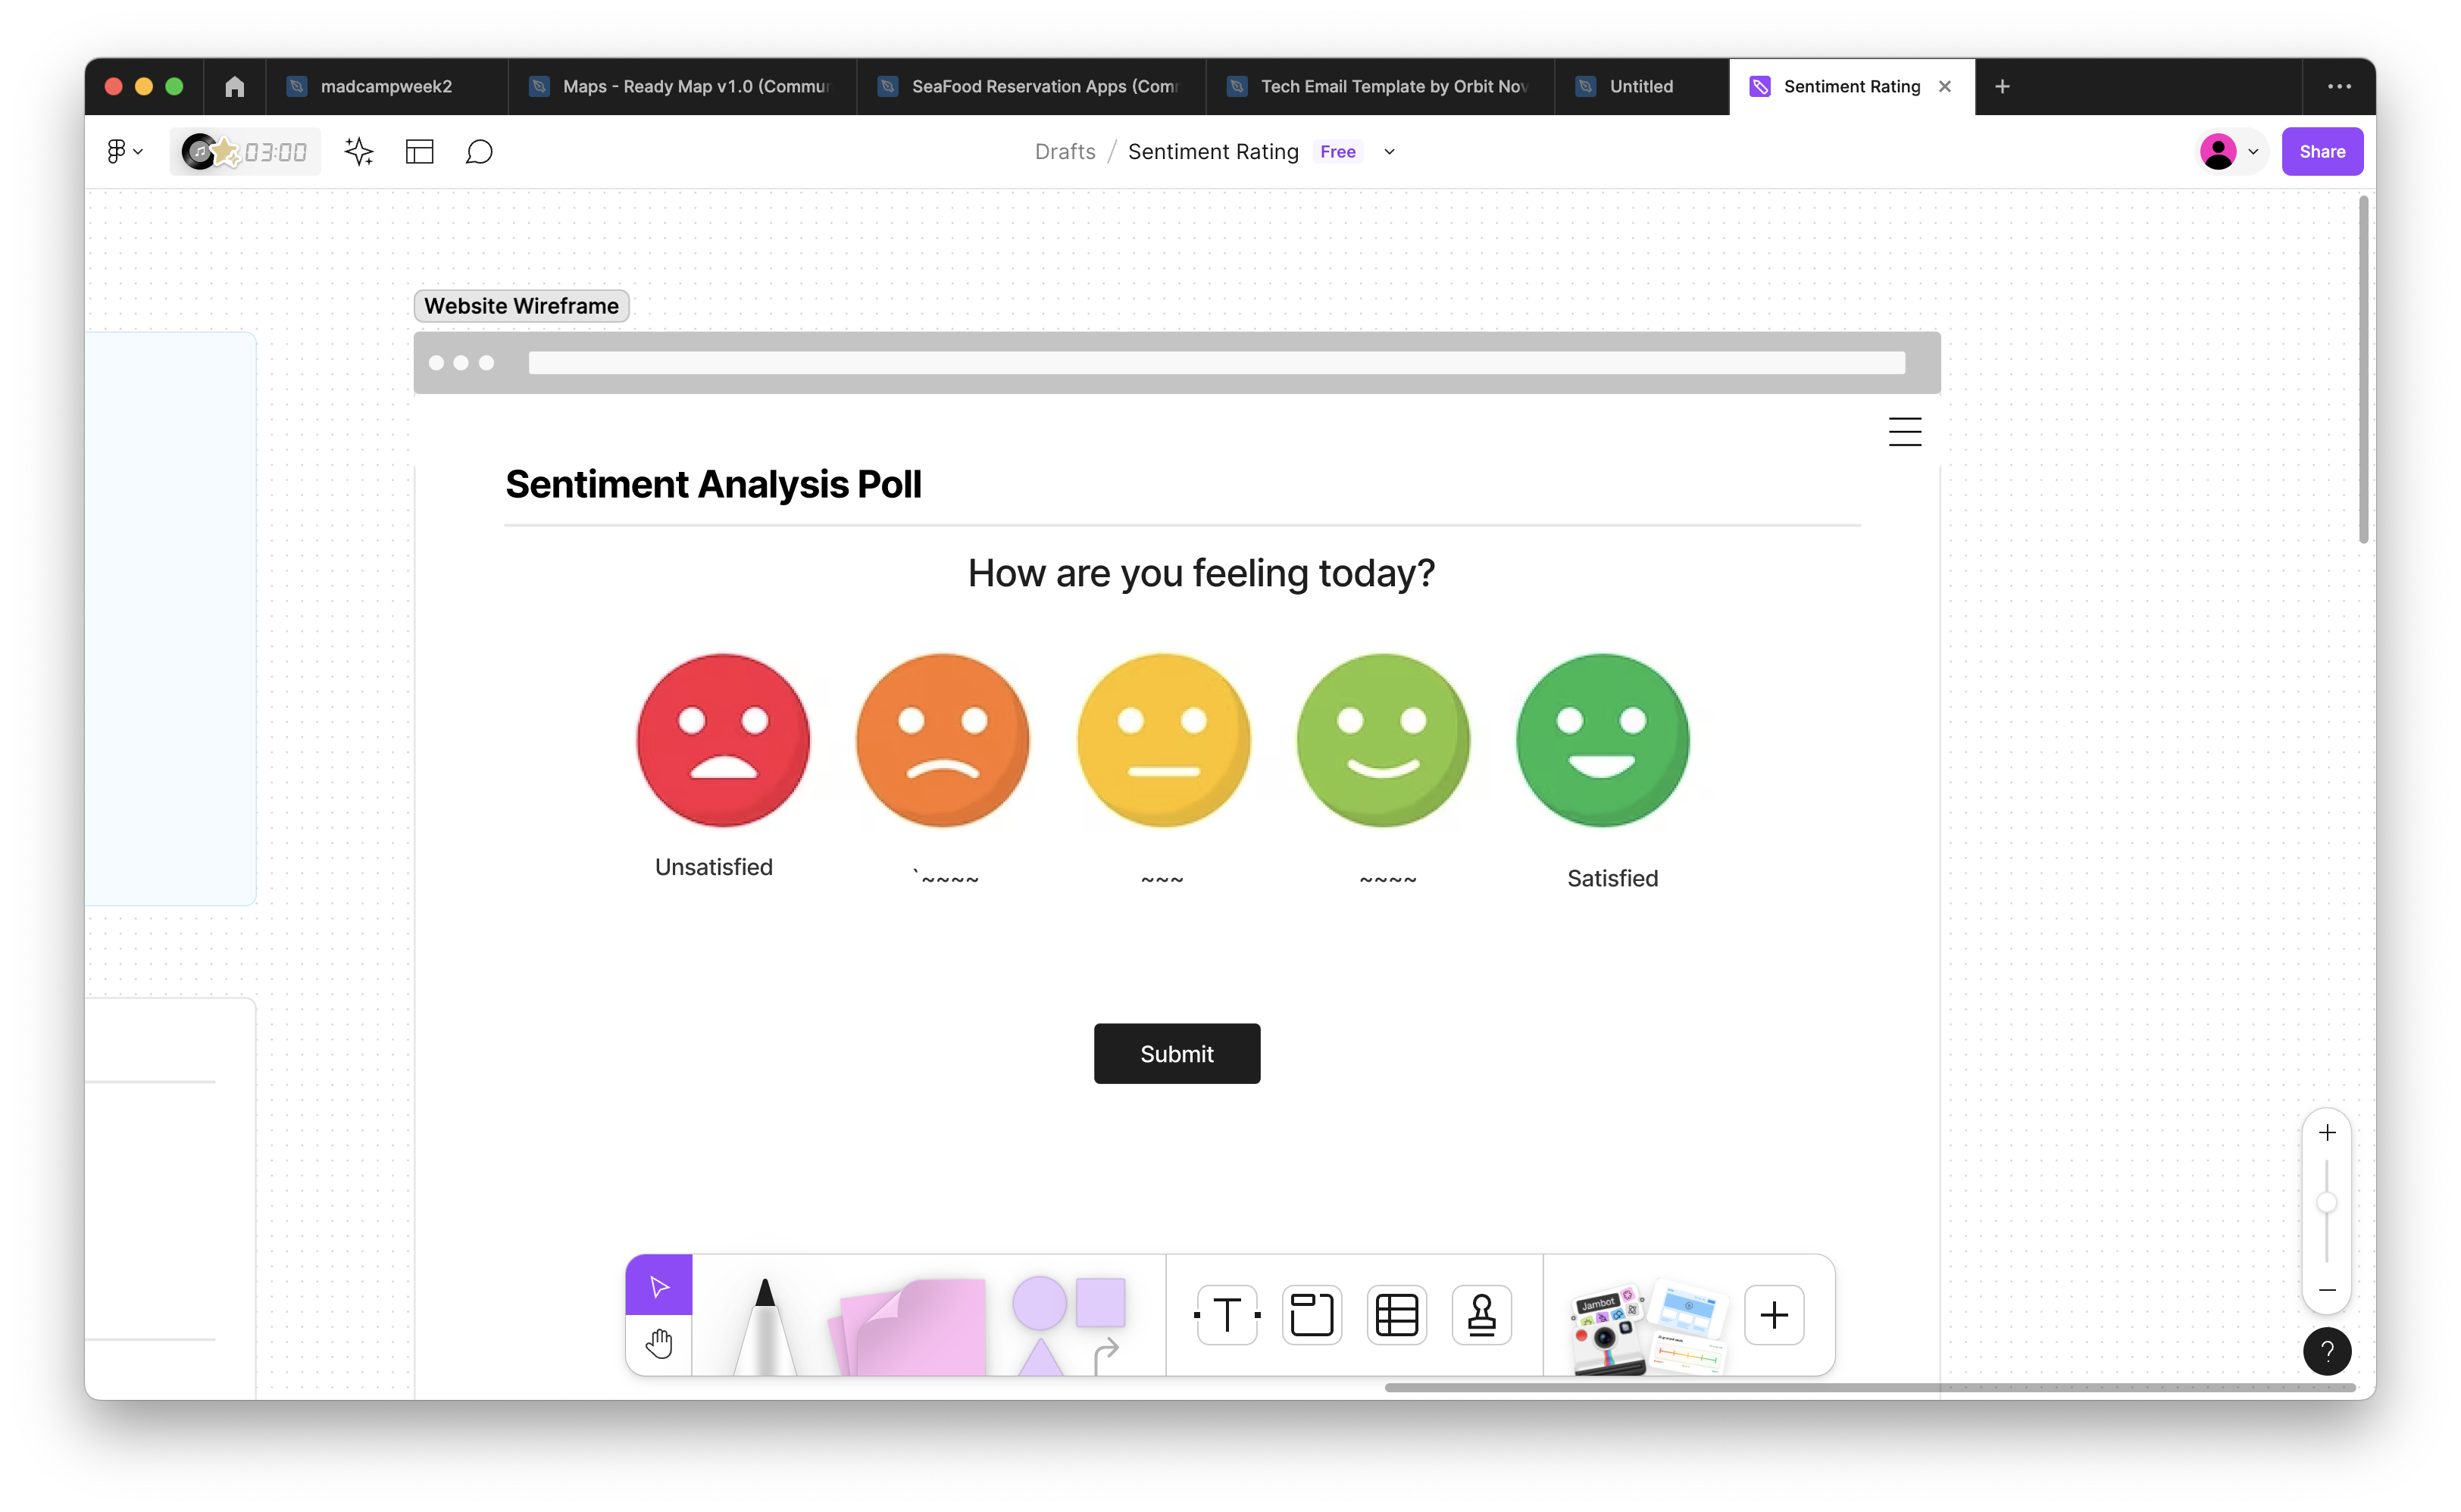 madcampweek2
Maps - Ready Map v1.0 (Commu
SeaFood Reservation Apps (Com
Tech Email Template by Orbit Nov
Untitled
Sentiment Rating
03:00
Drafts / Sentiment Rating Free
Share
Website Wireframe
Sentiment Analysis Poll
How are you feeling today?
Unsatisfied
`~~~~
~~~
~~~~
Satisfied
Submit
T
Jambot
?